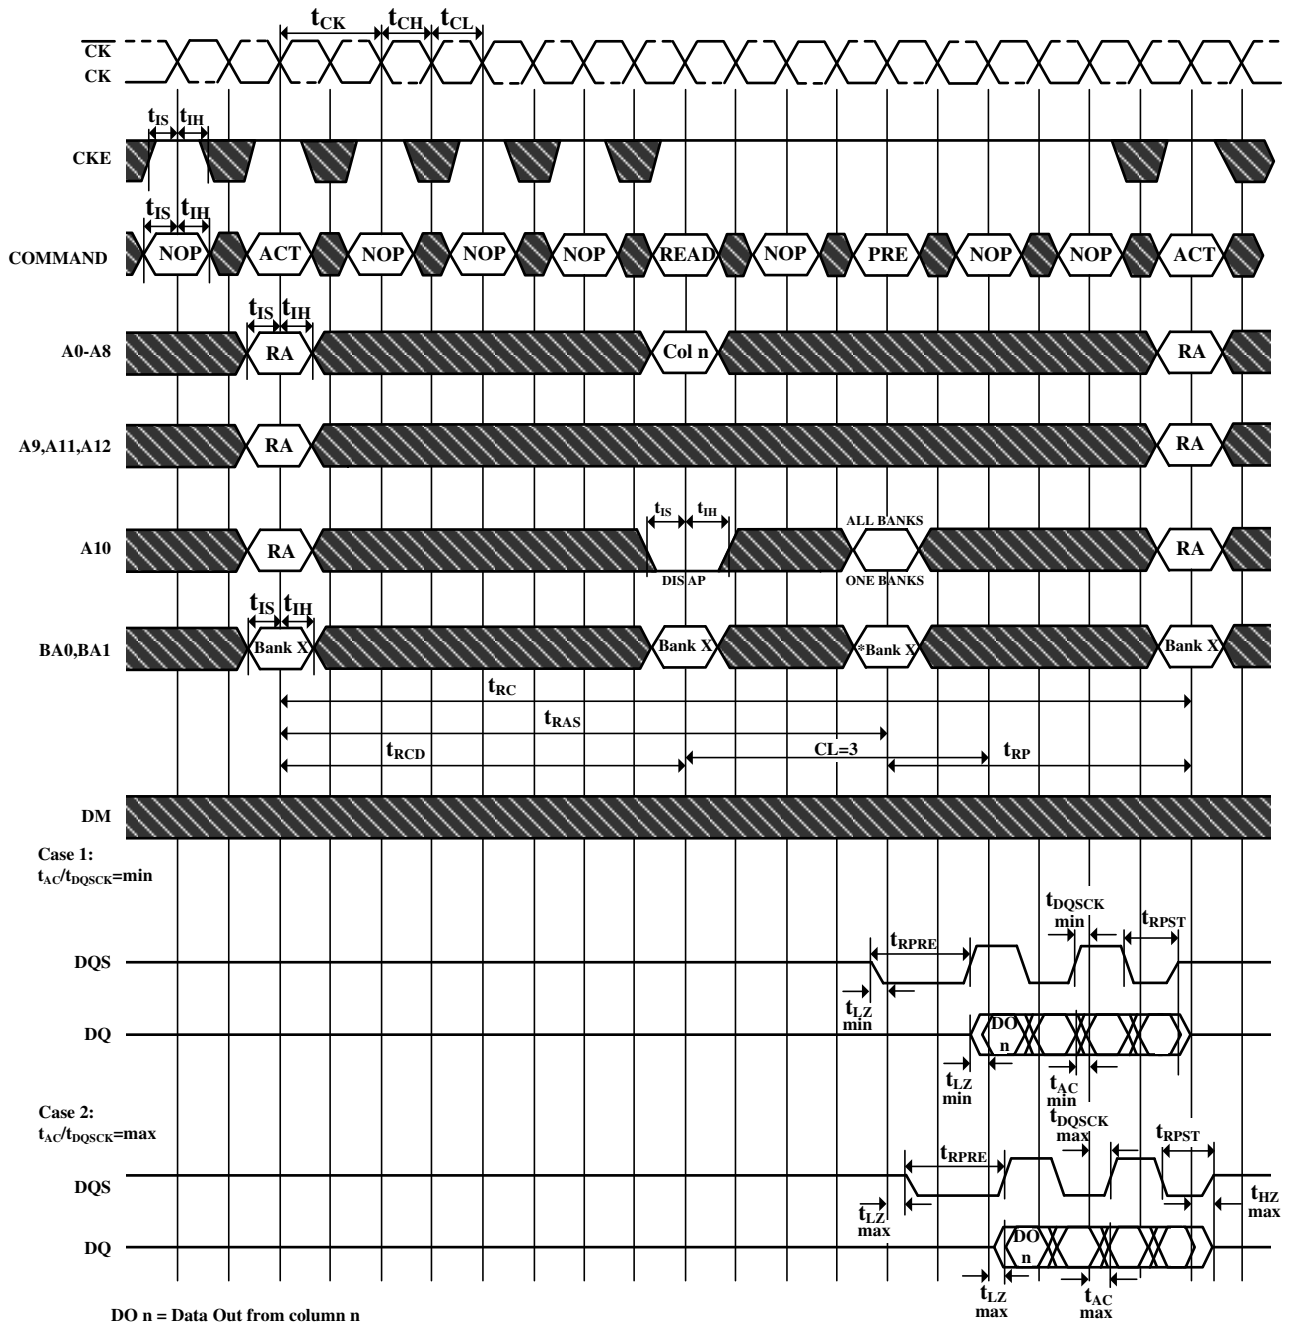 tCK tCH tCL
CK
CK
tIS tIH
CKE
tIS tIH
COMMAND NOP ACT NOP NOP NOP READ NOP PRE NOP NOP ACT
tIS tIH
A0-A8 RA Col n RA
A9,A11,A12 RA RA
tIS tIH ALL BANKS
A10 RA RA
DIS AP ONE BANKS
tIS tIH
BA0,BA1 Bank X Bank X *Bank X Bank X
tRC
tRAS
tRCD CL=3 tRP
DM
Case 1:
tAC/tDQSCK=min
tDQSCK
min
tRPRE tRPST
DQS
tLZ
min
DQ DO
n
tLZ
min
tAC
min
Case 2:
tAC/tDQSCK=max
tDQSCK
max
tRPRE tRPST
DQS
tLZ
max
tHZ
max
DQ DO
n
tLZ
max
tAC
max
DO n = Data Out from column n